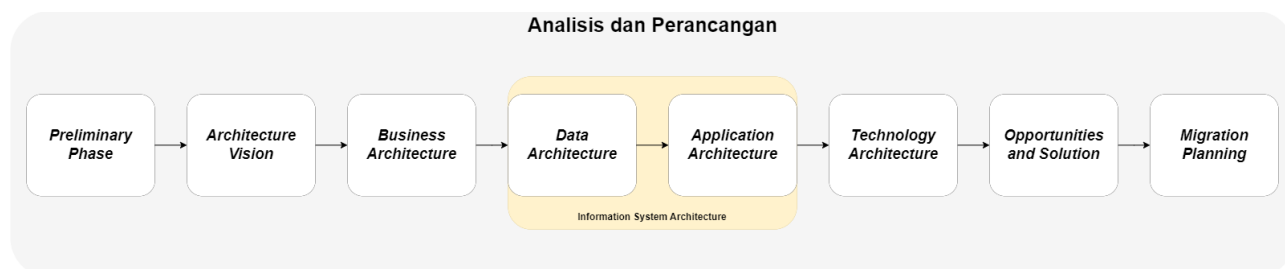 Analisis dan Perancangan
Preliminary
Phase
Architecture
Vision
Business
Architecture
Data
Architecture
Application
Architecture
Technology
Architecture
Opportunities
and Solution
Migration
Planning
Information System Architecture